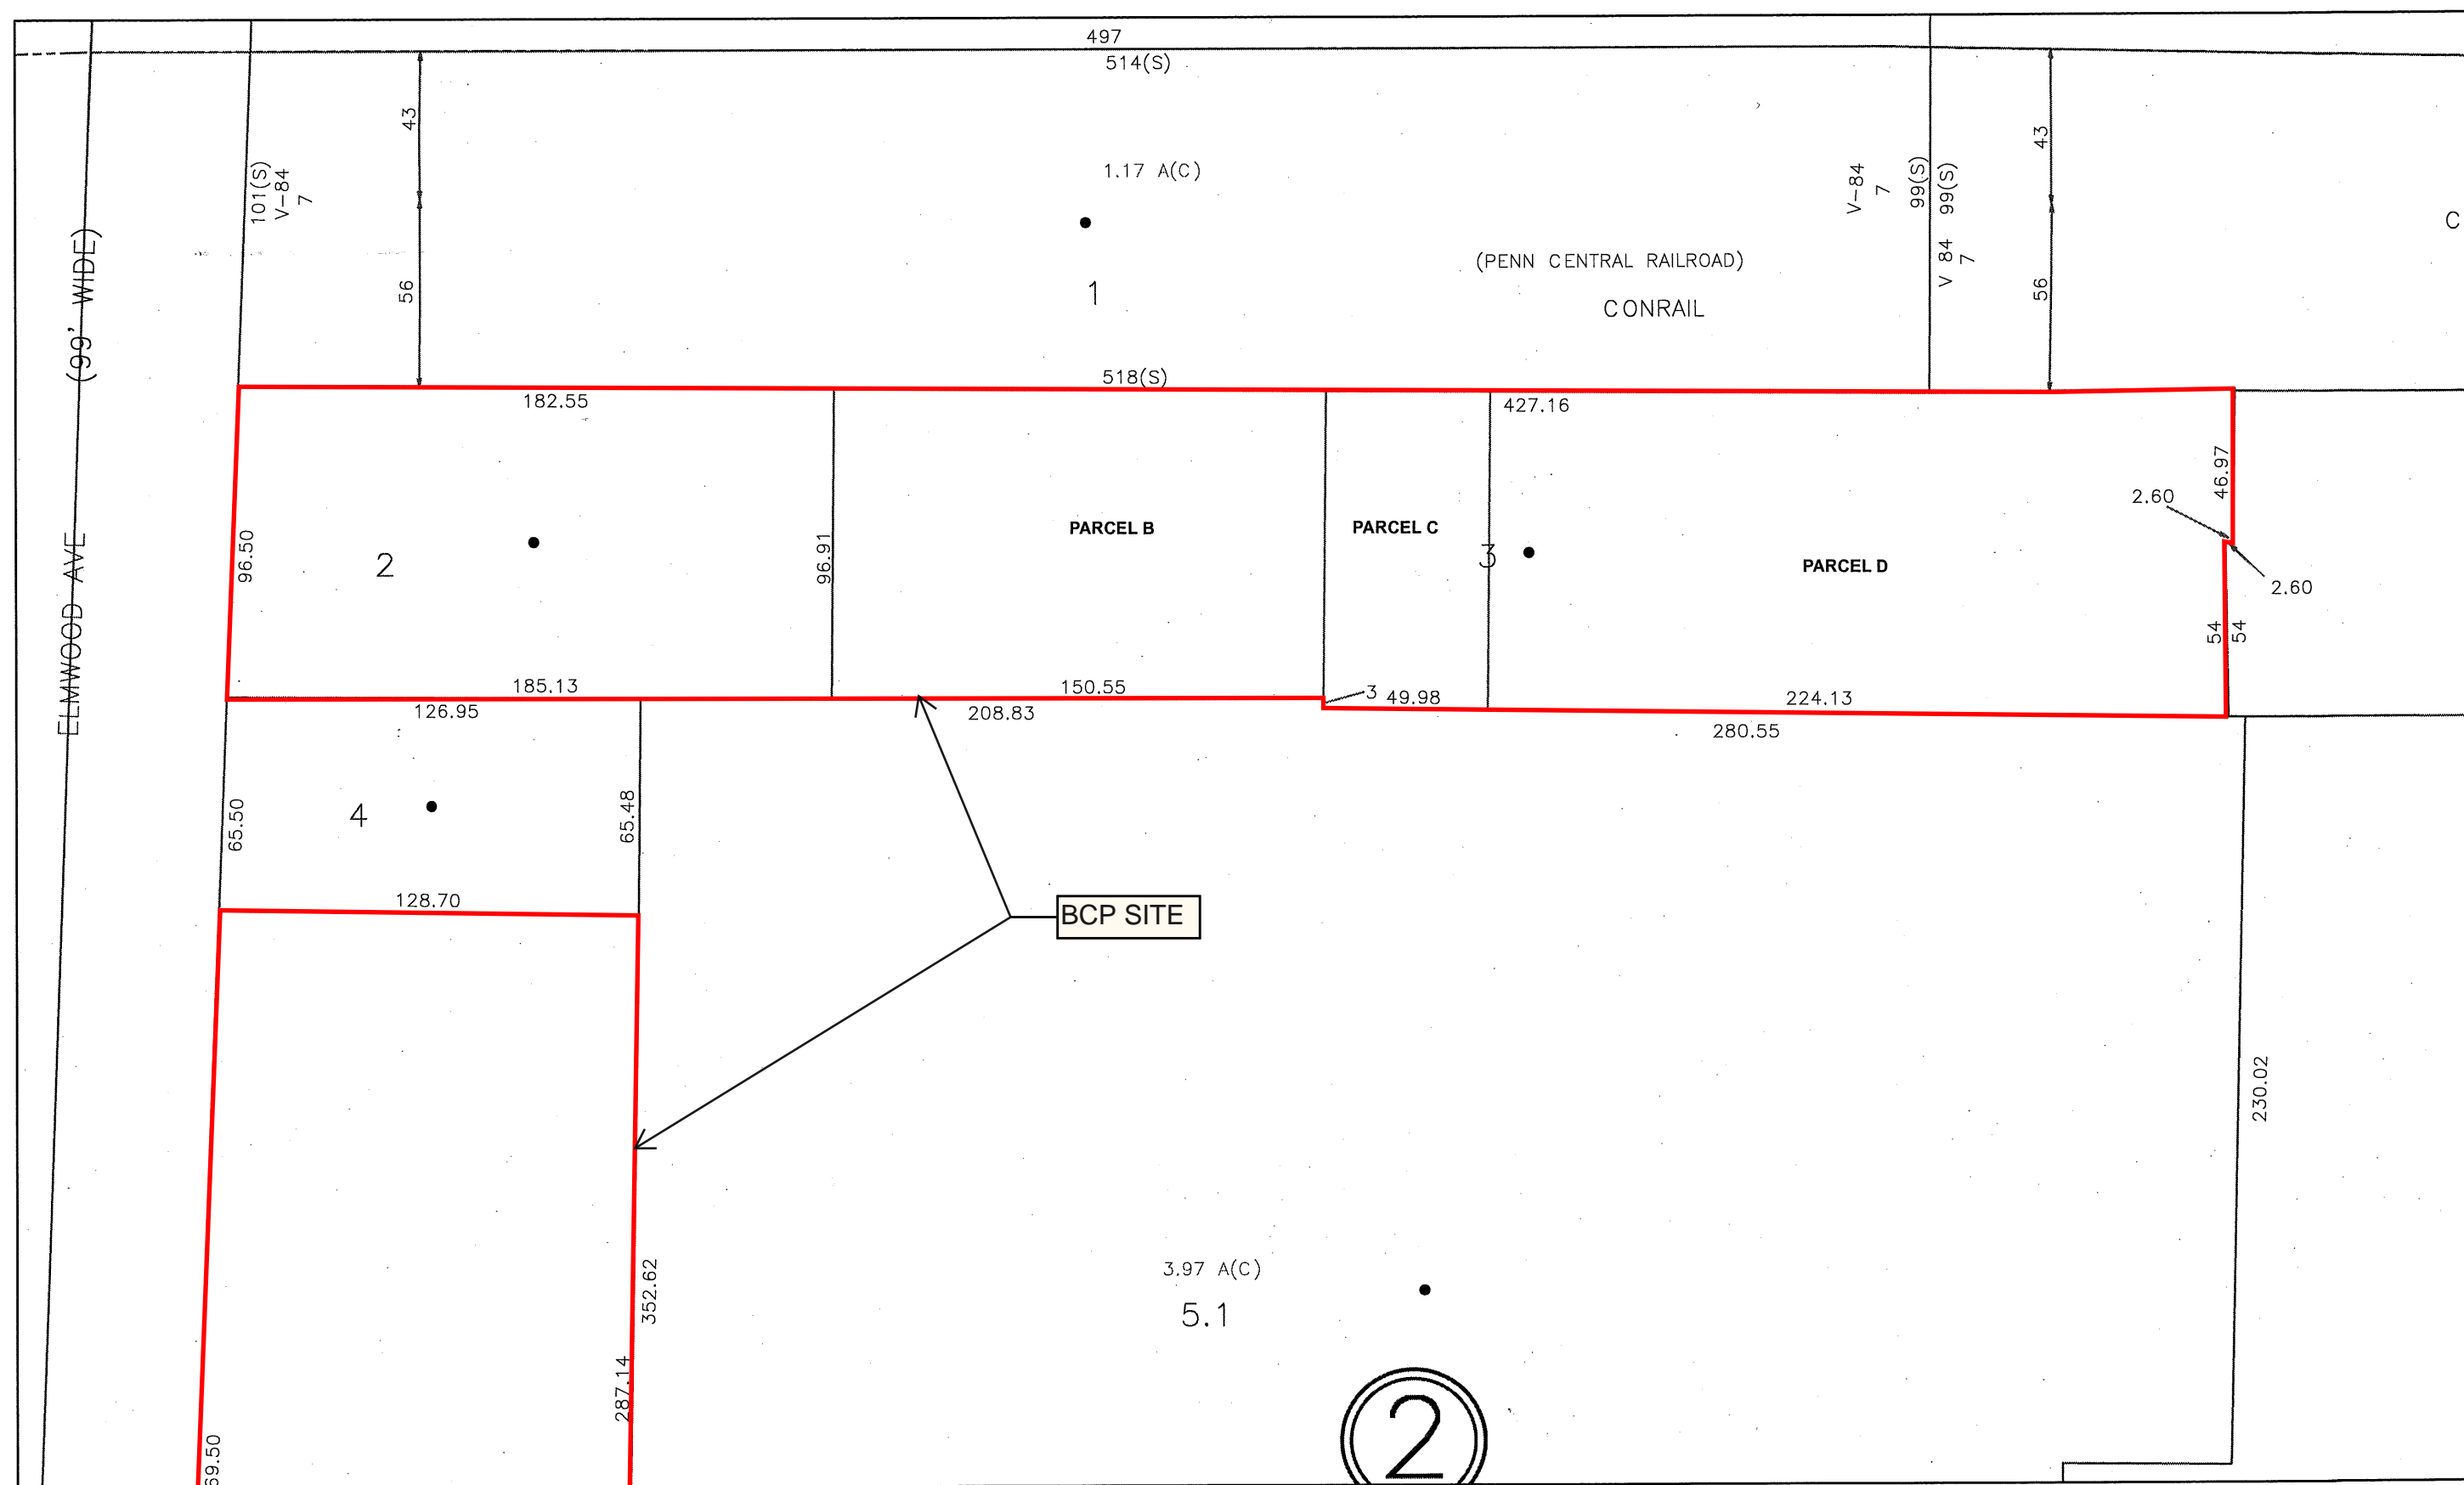 497
514(S)
43
43
101(S)
V-84
7
1.17 A(C)
V-84
7
99(S)
99(S)
V 84
7
C
(99' WIDE)
ELMWOOD AVE
56
56
1
(PENN CENTRAL RAILROAD)
CONRAIL
518(S)
182.55
427.16
46.97
2.60
2.60
96.50
2
96.91
PARCEL B
PARCEL C
3
PARCEL D
54
54
185.13
150.55
3
49.98
224.13
126.95
208.83
280.55
65.50
4
65.48
128.70
BCP SITE
230.02
352.62
3.97 A(C)
5.1
287.14
69.50
2